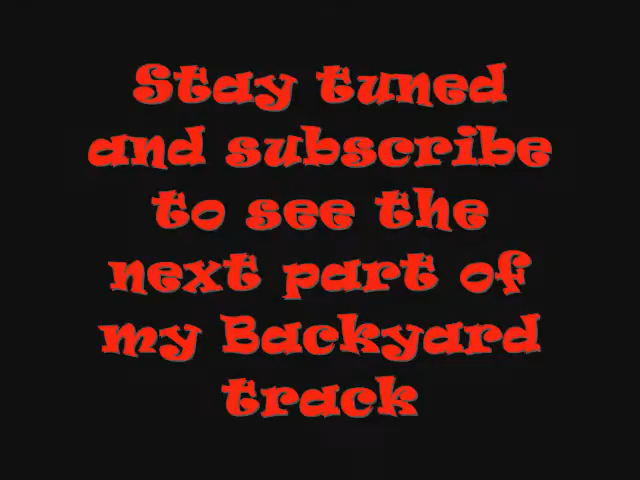 Stay tuned
and subscribe
to see the
next part of
my Backyard
track